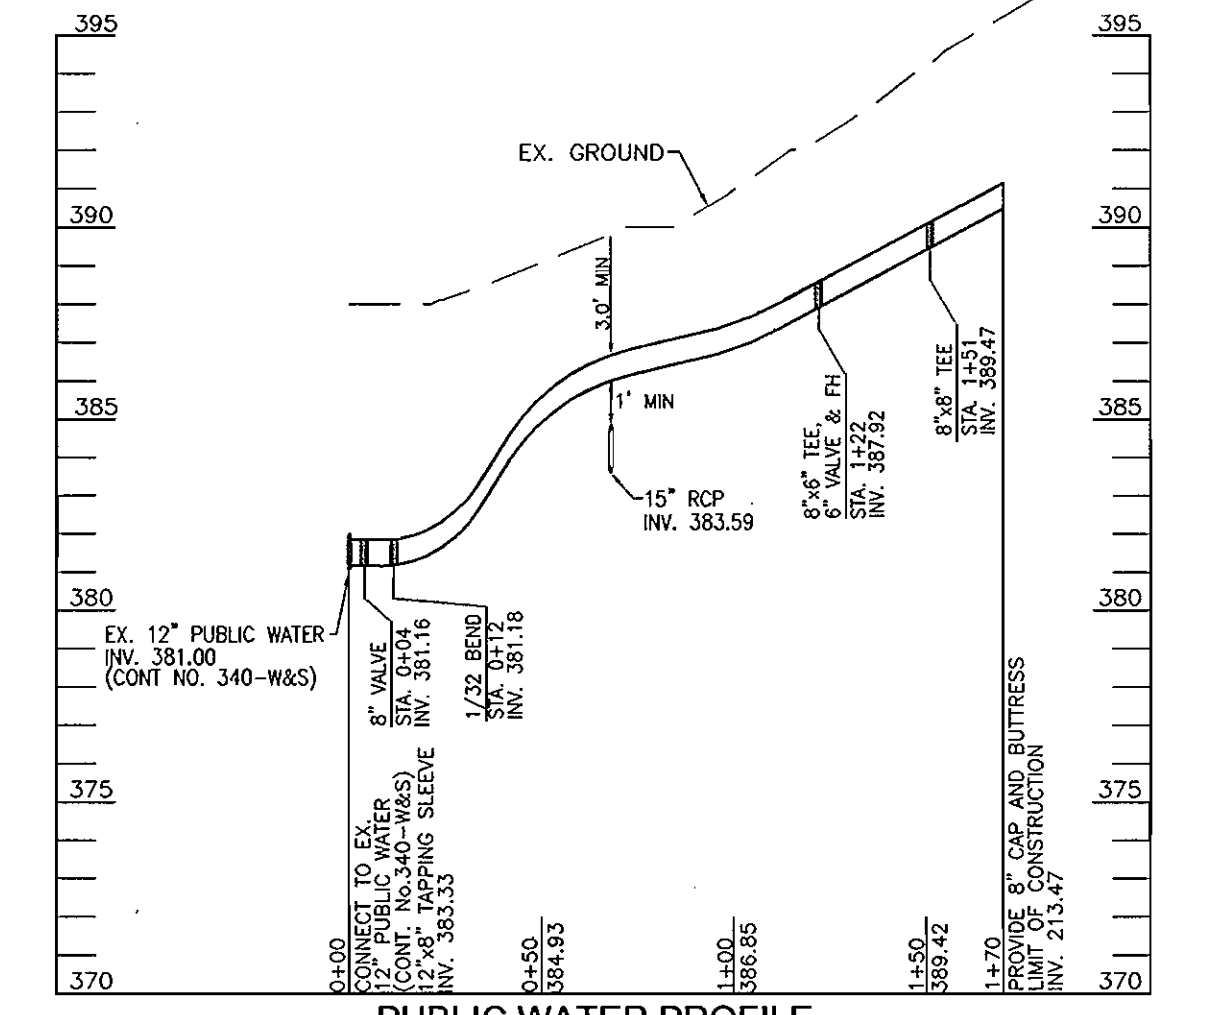 395
395
EX. GROUND
390
390
3.0' MIN
385
385
1' MIN
8"x6" TEE,
6" VALVE & FH
STA. 1+22
INV. 387.92
8"x8" TEE
STA. 1+51
INV. 389.47
15" RCP
INV. 383.59
380
380
EX. 12" PUBLIC WATER
INV. 381.00
(CONT NO. 340-W&S)
8" VALVE
STA. 0+04
INV. 381.16
1/32 BEND
STA. 0+12
INV. 381.18
375
375
CONNECT TO EX.
12" PUBLIC WATER
(CONT. No.340-W&S)
12"x8" TAPPING SLEEVE
INV. 383.33
PROVIDE 8" CAP AND BUTTRESS
LIMIT OF CONSTRUCTION
INV. 213.47
370
0+00
0+50
384.93
1+00
386.85
1+50
389.42
1+70
370
PUBLIC WATER PROFILE